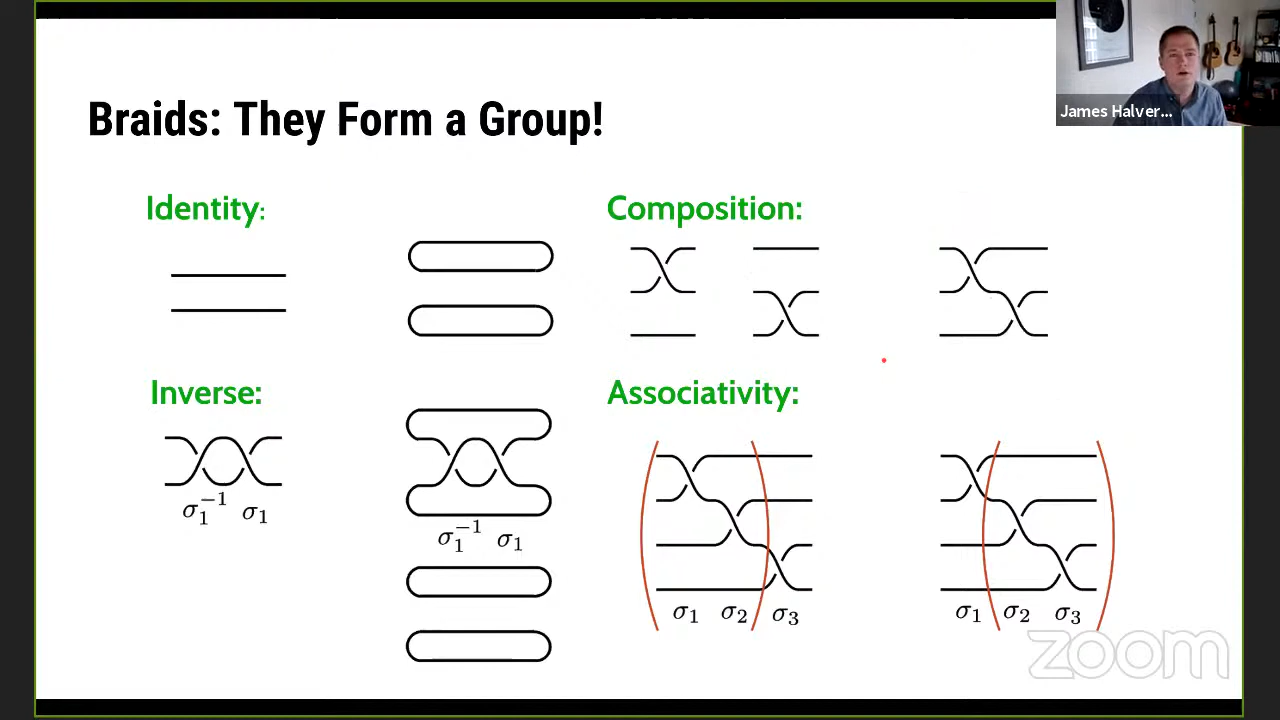 James Halver...
Braids: They Form a Group!
Identity:
Composition:
Inverse:
σ₁⁻¹ σ₁
σ₁⁻¹ σ₁
Associativity:
σ₁ σ₂ σ₃
σ₁ σ₂ σ₃
zoom